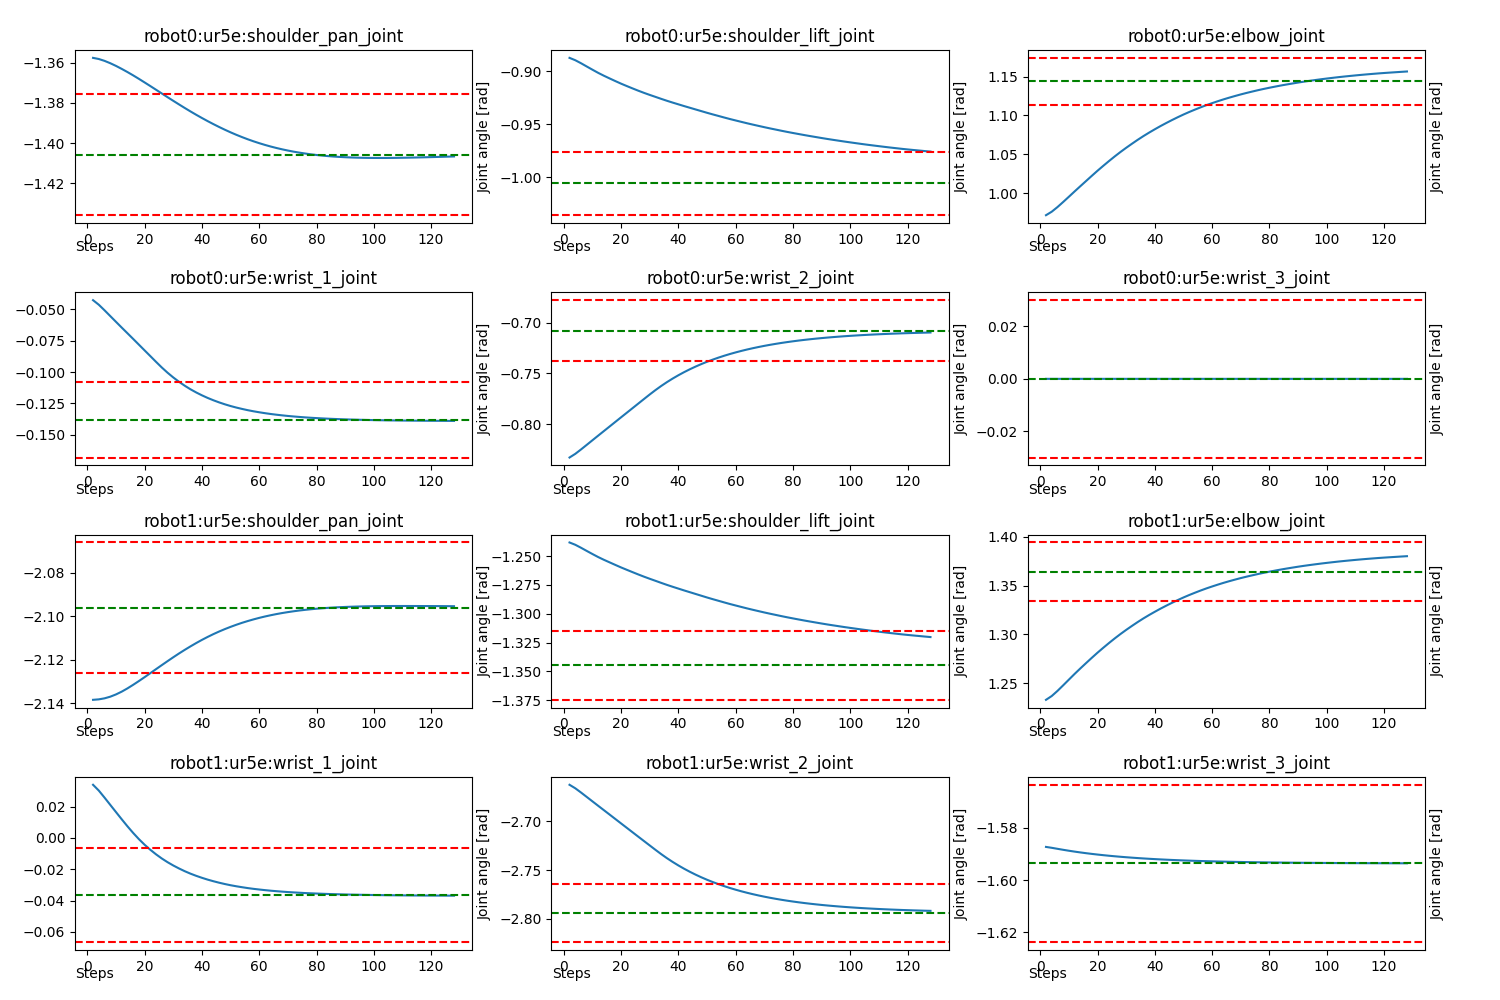 robot0:ur5e:shoulder_pan_joint
−1.36
−1.38
−1.40
−1.42
0 20 40 60 80 100 120
Steps
Joint angle [rad]
robot0:ur5e:shoulder_lift_joint
−0.90
−0.95
−1.00
0 20 40 60 80 100 120
Steps
Joint angle [rad]
robot0:ur5e:elbow_joint
1.15
1.10
1.05
1.00
0 20 40 60 80 100 120
Steps
Joint angle [rad]
robot0:ur5e:wrist_1_joint
−0.050
−0.075
−0.100
−0.125
−0.150
0 20 40 60 80 100 120
Steps
Joint angle [rad]
robot0:ur5e:wrist_2_joint
−0.70
−0.75
−0.80
0 20 40 60 80 100 120
Steps
Joint angle [rad]
robot0:ur5e:wrist_3_joint
0.02
0.00
−0.02
0 20 40 60 80 100 120
Steps
Joint angle [rad]
robot1:ur5e:shoulder_pan_joint
−2.08
−2.10
−2.12
−2.14
0 20 40 60 80 100 120
Steps
Joint angle [rad]
robot1:ur5e:shoulder_lift_joint
−1.250
−1.275
−1.300
−1.325
−1.350
−1.375
0 20 40 60 80 100 120
Steps
Joint angle [rad]
robot1:ur5e:elbow_joint
1.40
1.35
1.30
1.25
0 20 40 60 80 100 120
Steps
Joint angle [rad]
robot1:ur5e:wrist_1_joint
0.02
0.00
−0.02
−0.04
−0.06
0 20 40 60 80 100 120
Steps
Joint angle [rad]
robot1:ur5e:wrist_2_joint
−2.70
−2.75
−2.80
0 20 40 60 80 100 120
Steps
Joint angle [rad]
robot1:ur5e:wrist_3_joint
−1.58
−1.60
−1.62
0 20 40 60 80 100 120
Steps
Joint angle [rad]